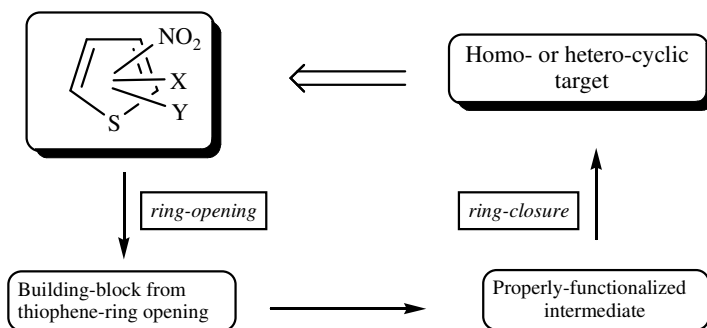 NO2
X
Y
S
Homo- or hetero-cyclic
target
ring-opening
ring-closure
Building-block from
thiophene-ring opening
Properly-functionalized
intermediate